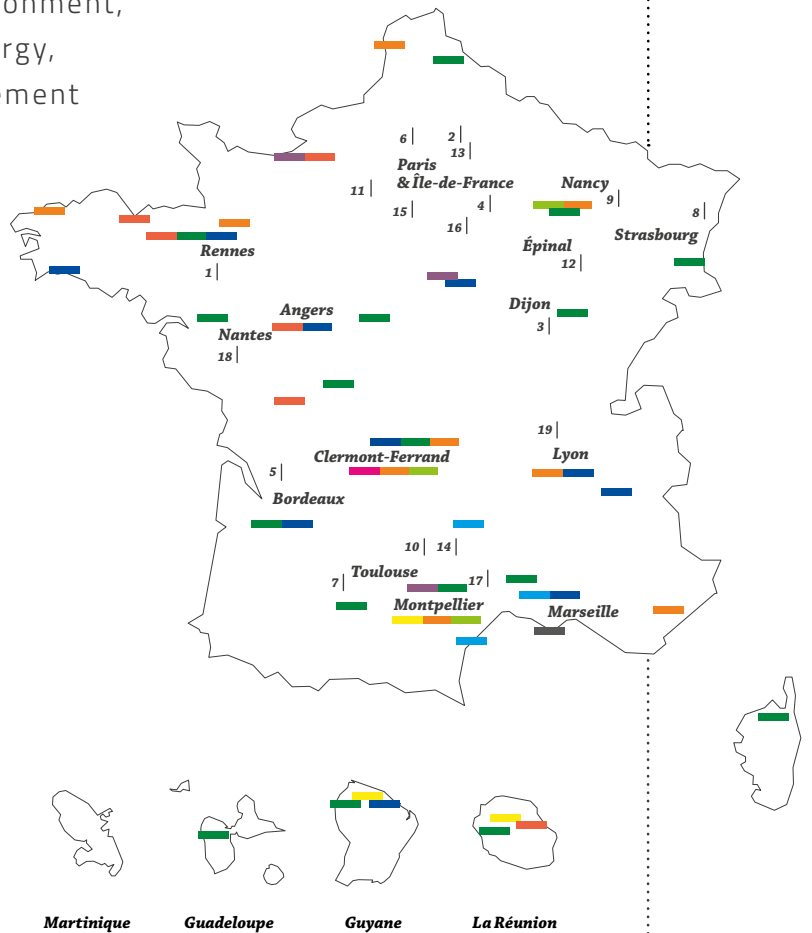 onment,
rgy,
ement
6
2
13
Paris
& Île-de-France
11
15
4
16
Nancy
9
8
Strasbourg
Épinal
12
Rennes
1
Angers
Dijon
3
Nantes
18
19
Clermont-Ferrand
Lyon
5
Bordeaux
10
14
Toulouse
7
17
Montpellier
Marseille
Martinique
Guadeloupe
Guyane
La Réunion